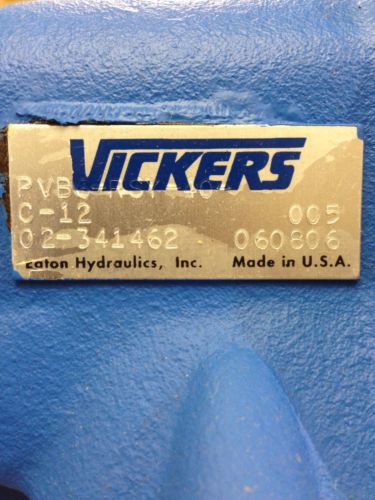 VICKERS
C-12 005
02-341462 060806
Eaton Hydraulics, Inc. Made in U.S.A.